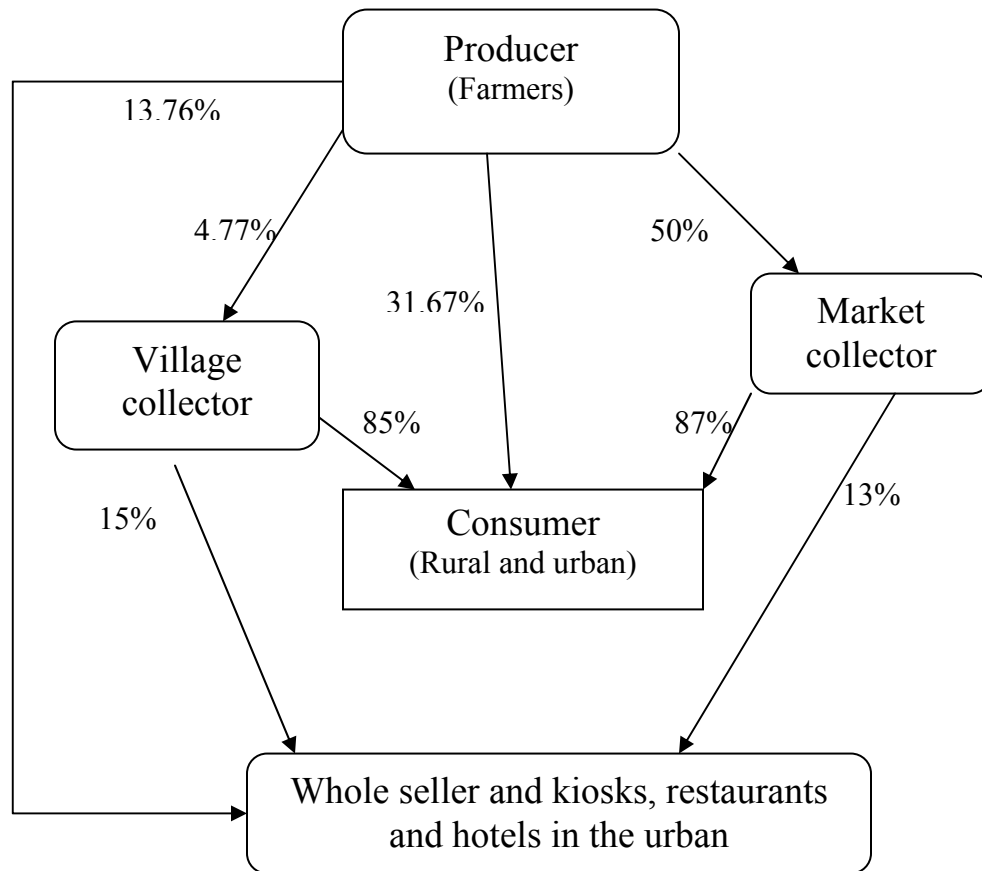 Producer
(Farmers)
13.76%
4.77%
50%
31.67%
Market
collector
Village
collector
85%
87%
15%
13%
Consumer
(Rural and urban)
Whole seller and kiosks, restaurants
and hotels in the urban